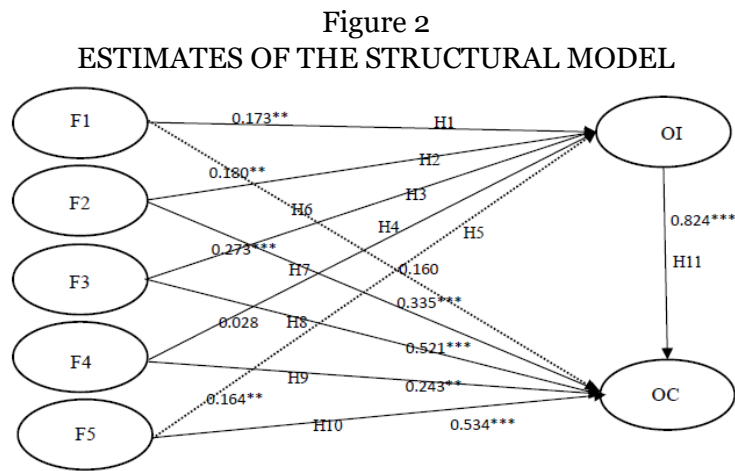 Figure 2
ESTIMATES OF THE STRUCTURAL MODEL
F1
0.173**
H1
OI
F2
0.180**
H2
H3
H6
H4
H5
0.824***
F3
0.273***
H7
0.160
H11
0.335***
F4
0.028
H8
0.521***
H9
0.243**
OC
F5
0.164**
H10
0.534***